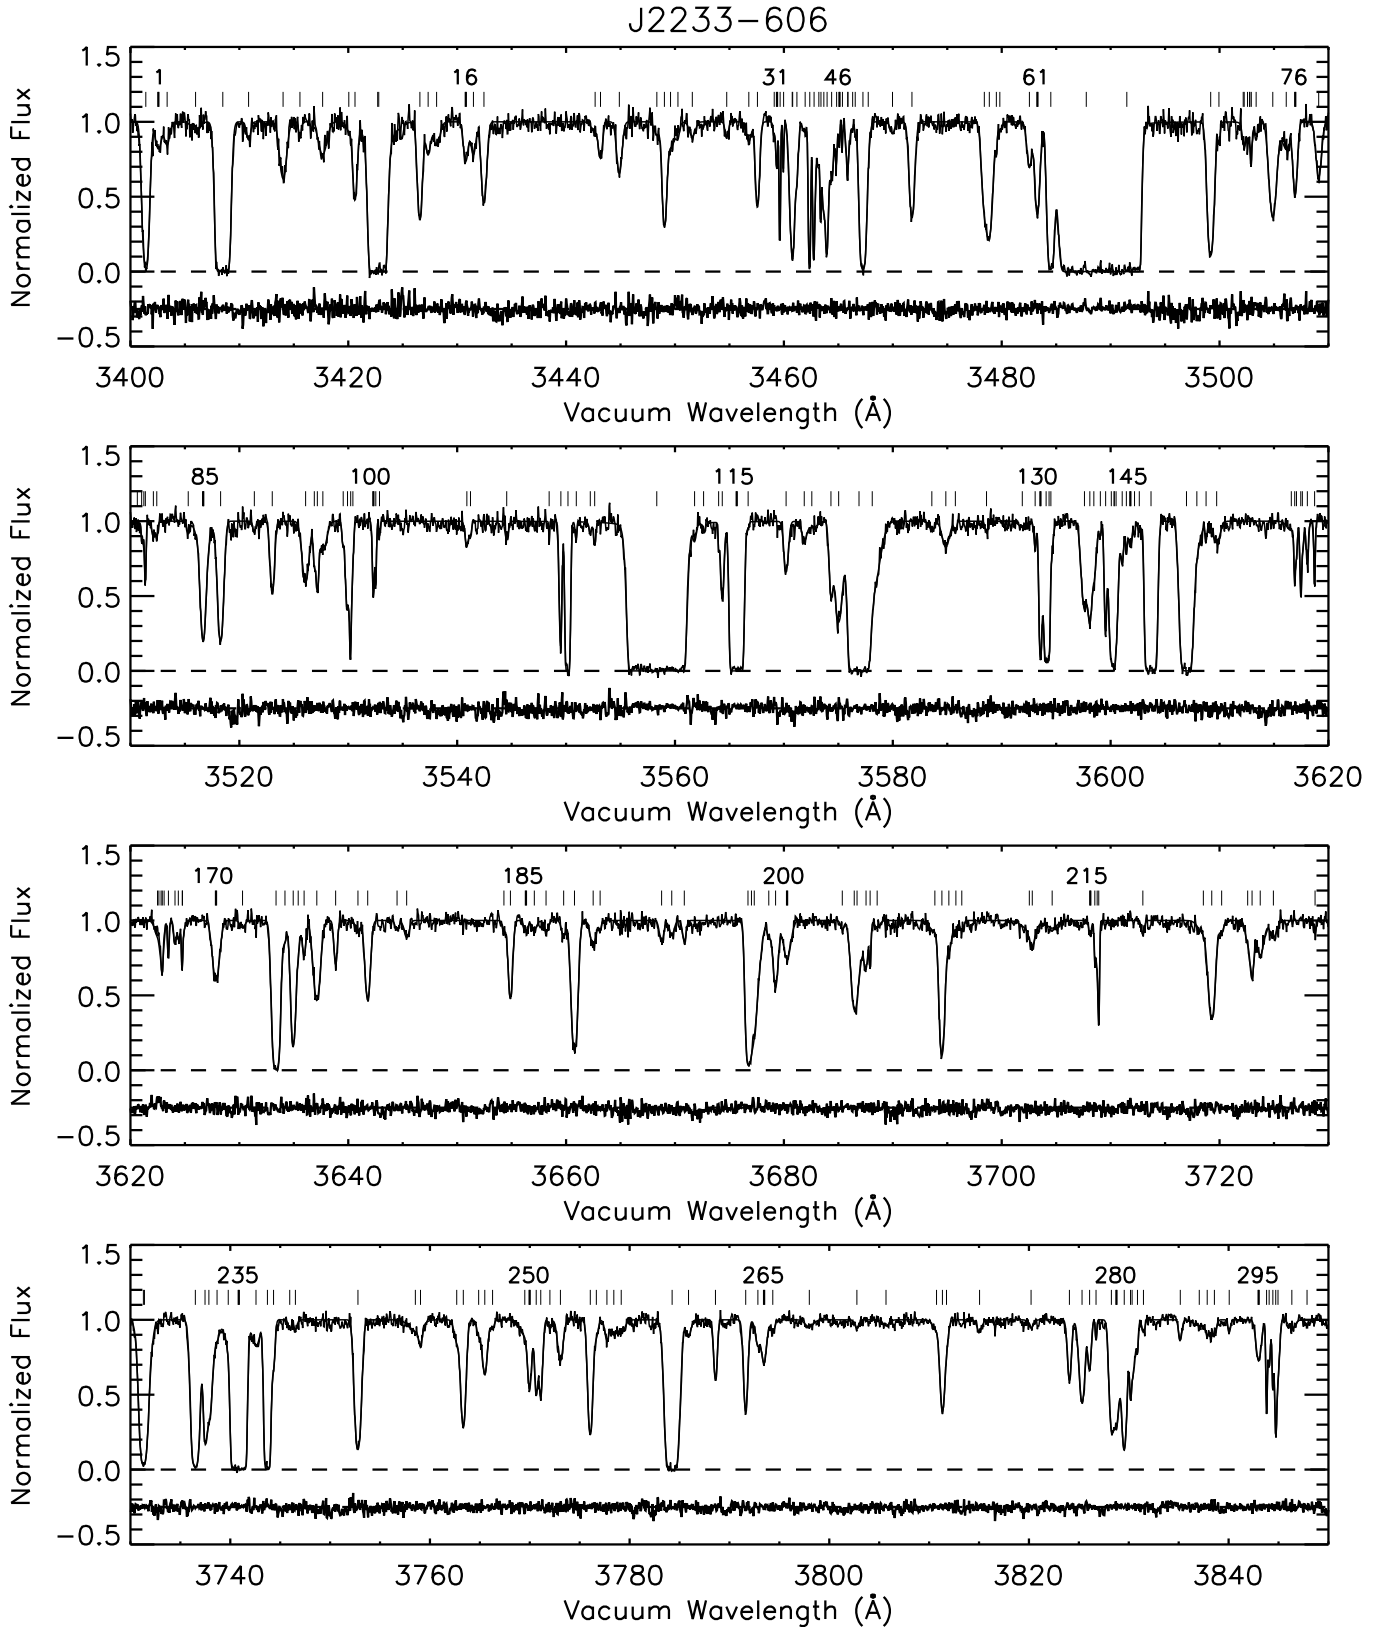 J2233−606
1 16 31 46 61 76
1.5
1.0
0.5
0.0
−0.5
Normalized Flux
3400 3420 3440 3460 3480 3500
Vacuum Wavelength (Å)
85 100 115 130 145
1.5
1.0
0.5
0.0
−0.5
Normalized Flux
3520 3540 3560 3580 3600 3620
Vacuum Wavelength (Å)
170 185 200 215
1.5
1.0
0.5
0.0
−0.5
Normalized Flux
3620 3640 3660 3680 3700 3720
Vacuum Wavelength (Å)
235 250 265 280 295
1.5
1.0
0.5
0.0
−0.5
Normalized Flux
3740 3760 3780 3800 3820 3840
Vacuum Wavelength (Å)